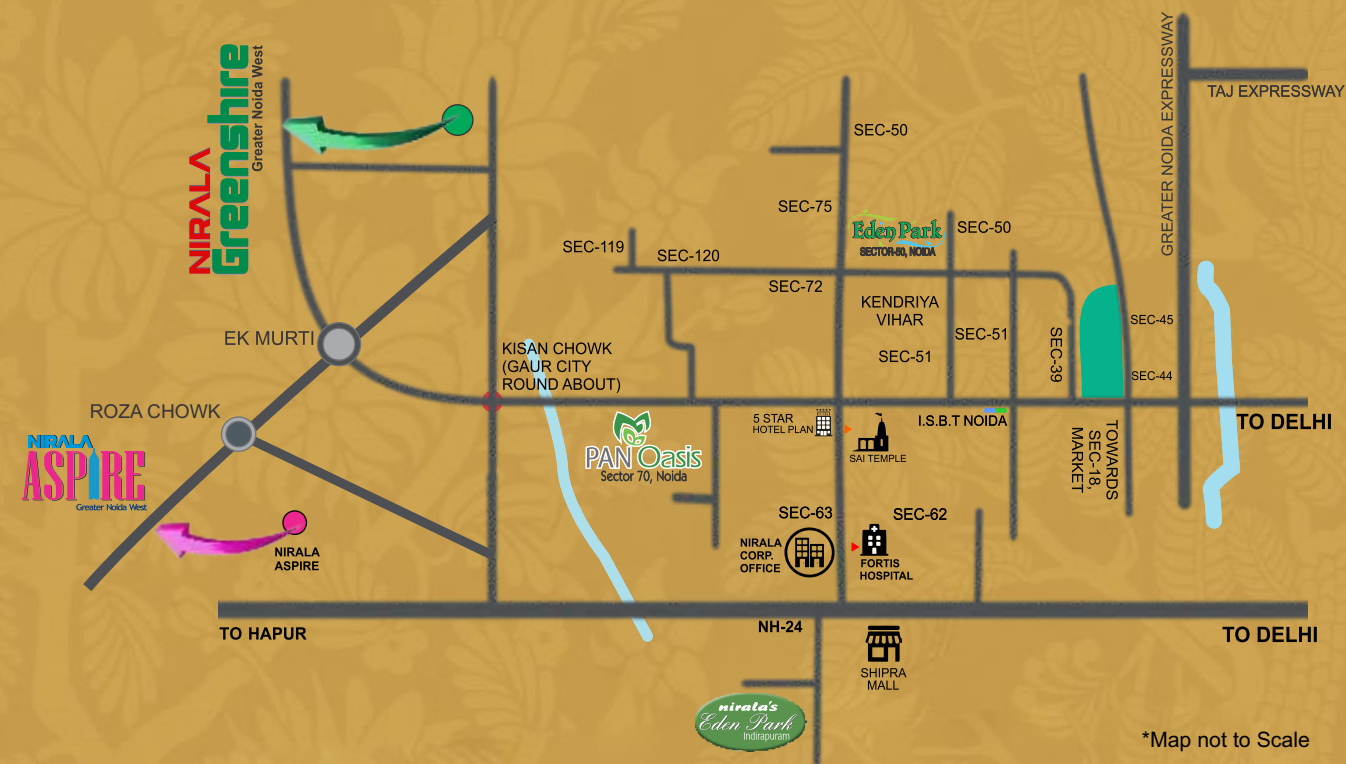 NIRALA
Greenshire
Greater Noida West
GREATER NOIDA EXPRESSWAY
TAJ EXPRESSWAY
SEC-50
SEC-75
Eden Park
SECTOR-50, NOIDA
SEC-50
SEC-119
SEC-120
SEC-72
KENDRIYA
VIHAR
SEC-51
SEC-51
SEC-39
SEC-45
SEC-44
EK MURTI
KISAN CHOWK
(GAUR CITY
ROUND ABOUT)
ROZA CHOWK
NIRALA
ASPIRE
Greater Noida West
PAN Oasis
Sector 70, Noida
5 STAR
HOTEL PLAN
SAI TEMPLE
I.S.B.T NOIDA
TOWARDS
SEC-18,
MARKET
TO DELHI
NIRALA
ASPIRE
SEC-63
SEC-62
NIRALA
CORP.
OFFICE
FORTIS
HOSPITAL
TO HAPUR
NH-24
TO DELHI
SHIPRA
MALL
nirala's
Eden Park
Indirapuram
*Map not to Scale